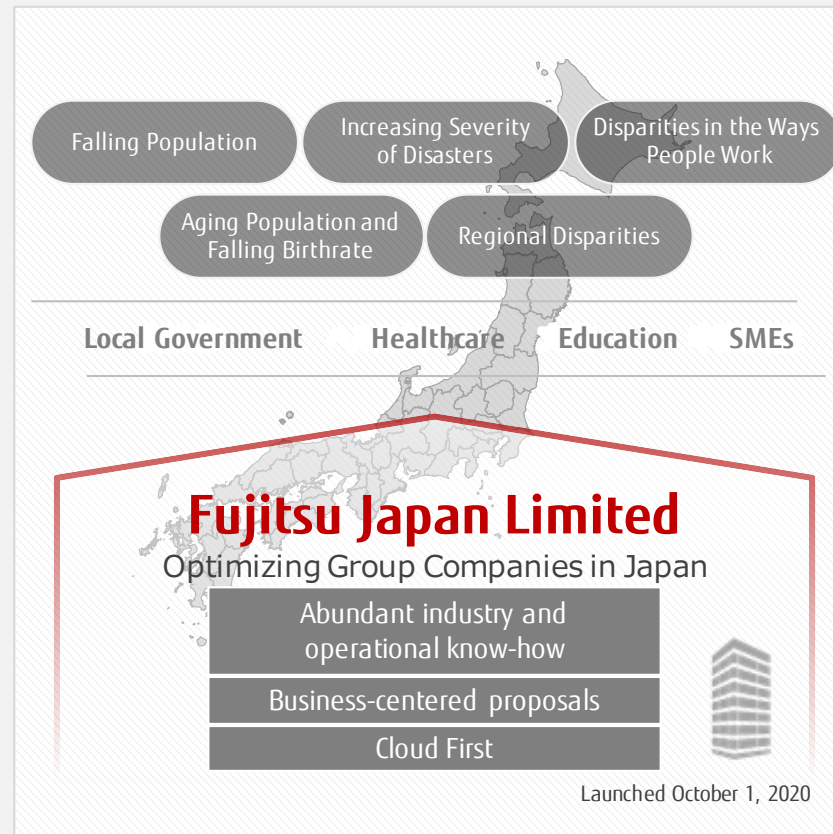 Falling Population
Increasing Severity
of Disasters
Disparities in the Ways
People Work
Aging Population and
Falling Birthrate
Regional Disparities
Local Government
Healthcare
Education
SMEs
Fujitsu Japan Limited
Optimizing Group Companies in Japan
Abundant industry and
operational know-how
Business-centered proposals
Cloud First
Launched October 1, 2020